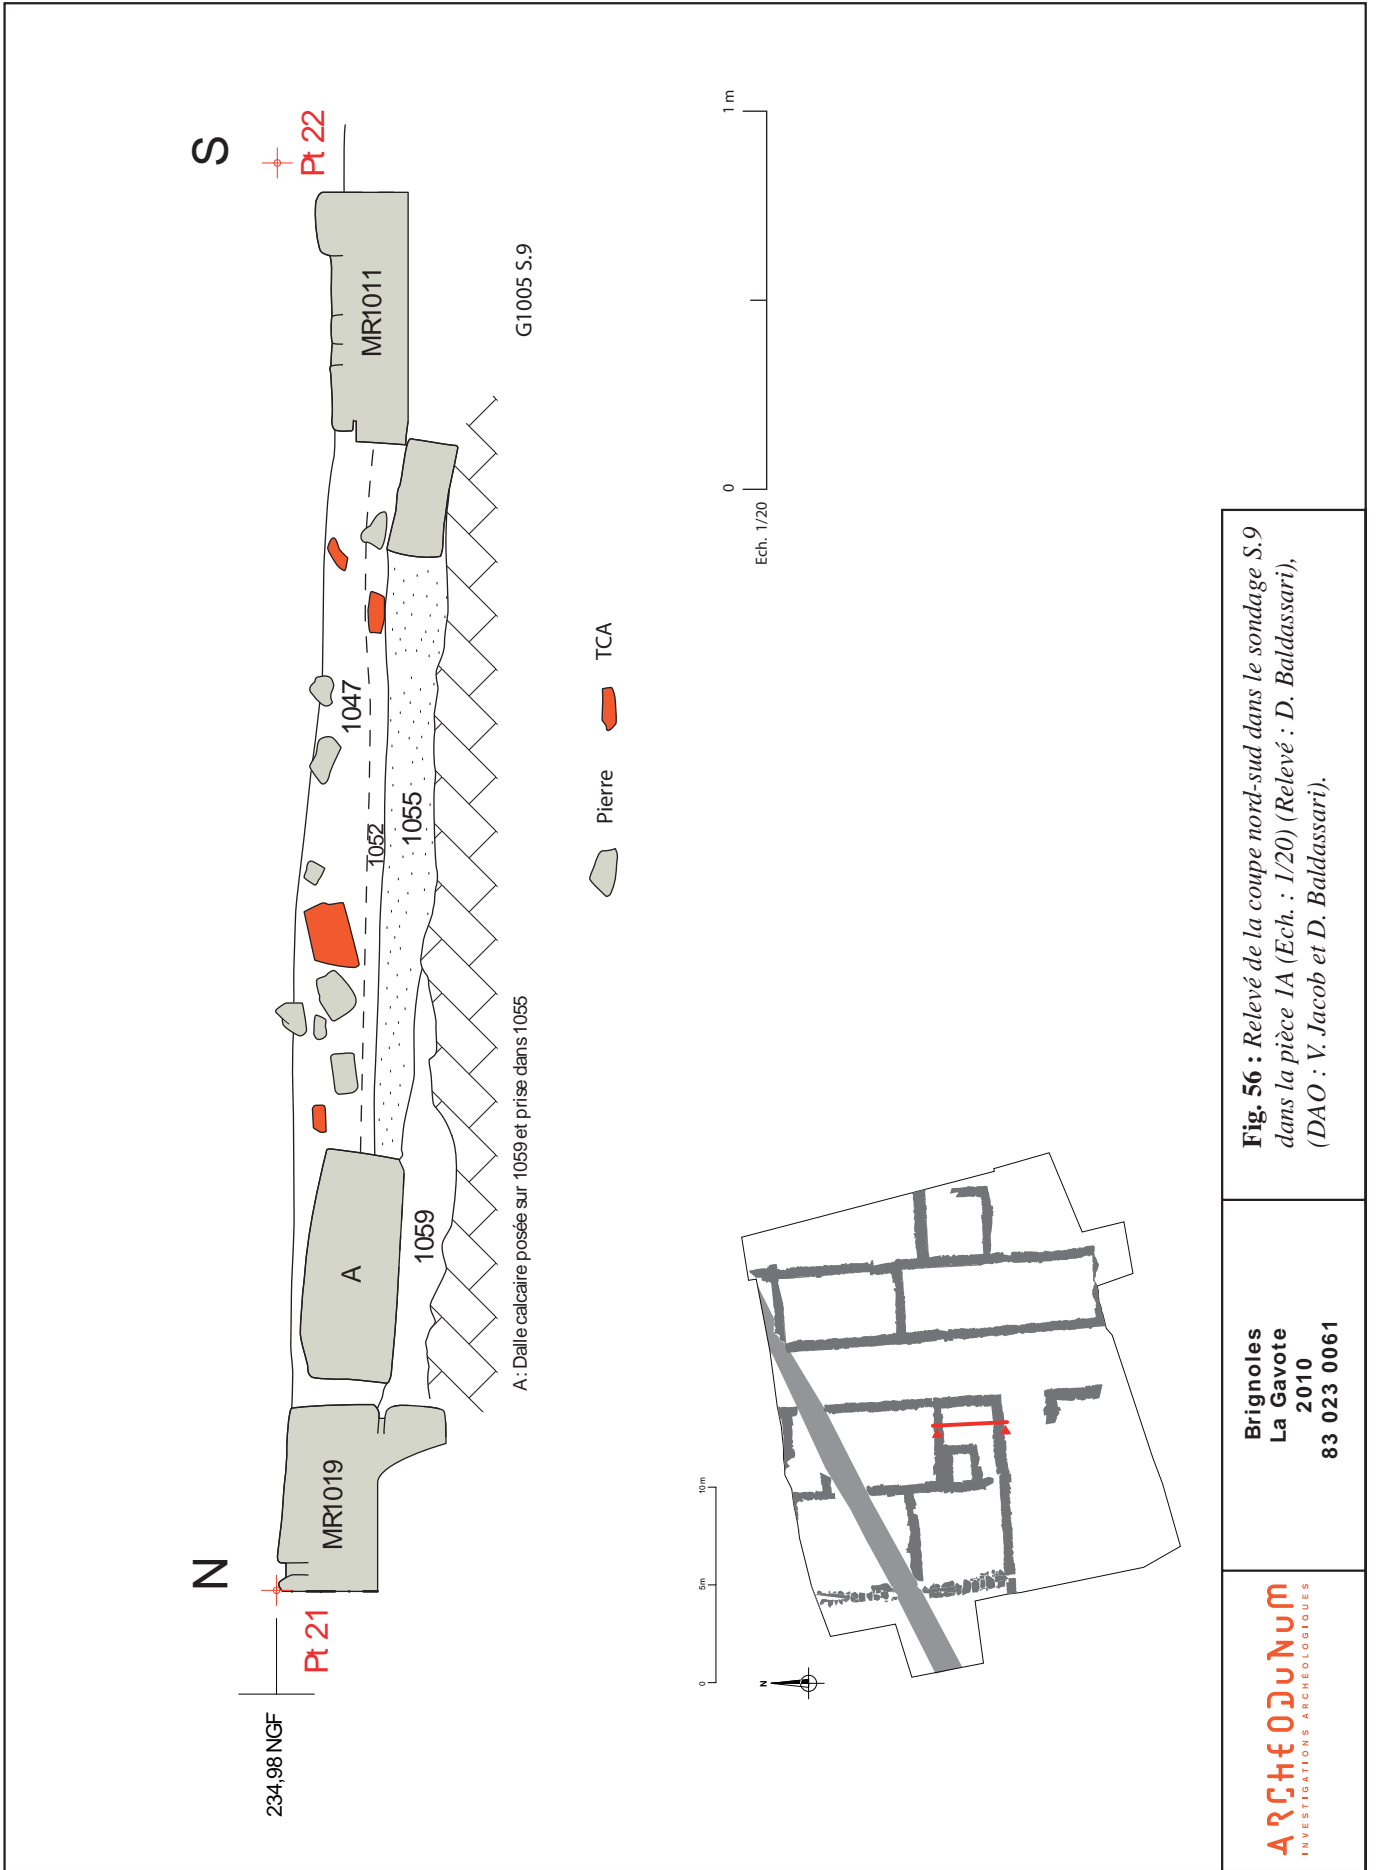 N
S
234,98 NGF
Pt 21
Pt 22
MR1019
A
1059
1052
1055
1047
MR1011
A : Dalle calcaire posée sur 1059 et prise dans 1055
G1005 S.9
Pierre
TCA
0
1 m
Ech. 1/20
0
5 m
10 m
N
ARCHEODUNUM
INVESTIGATIONS ARCHÉOLOGIQUES
Brignoles
La Gavote
2010
83 023 0061
Fig. 56 : Relevé de la coupe nord-sud dans le sondage S.9
dans la pièce 1A (Ech. : 1/20) (Relevé : D. Baldassari),
(DAO : V. Jacob et D. Baldassari).